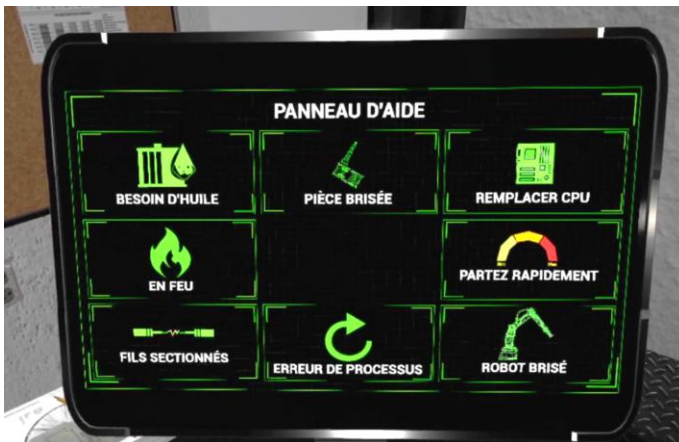 PANNEAU D'AIDE
BESOIN D'HUILE
PIÈCE BRISÉE
REMPLACER CPU
EN FEU
PARTEZ RAPIDEMENT
FILS SECTIONNÉS
ERREUR DE PROCESSUS
ROBOT BRISÉ